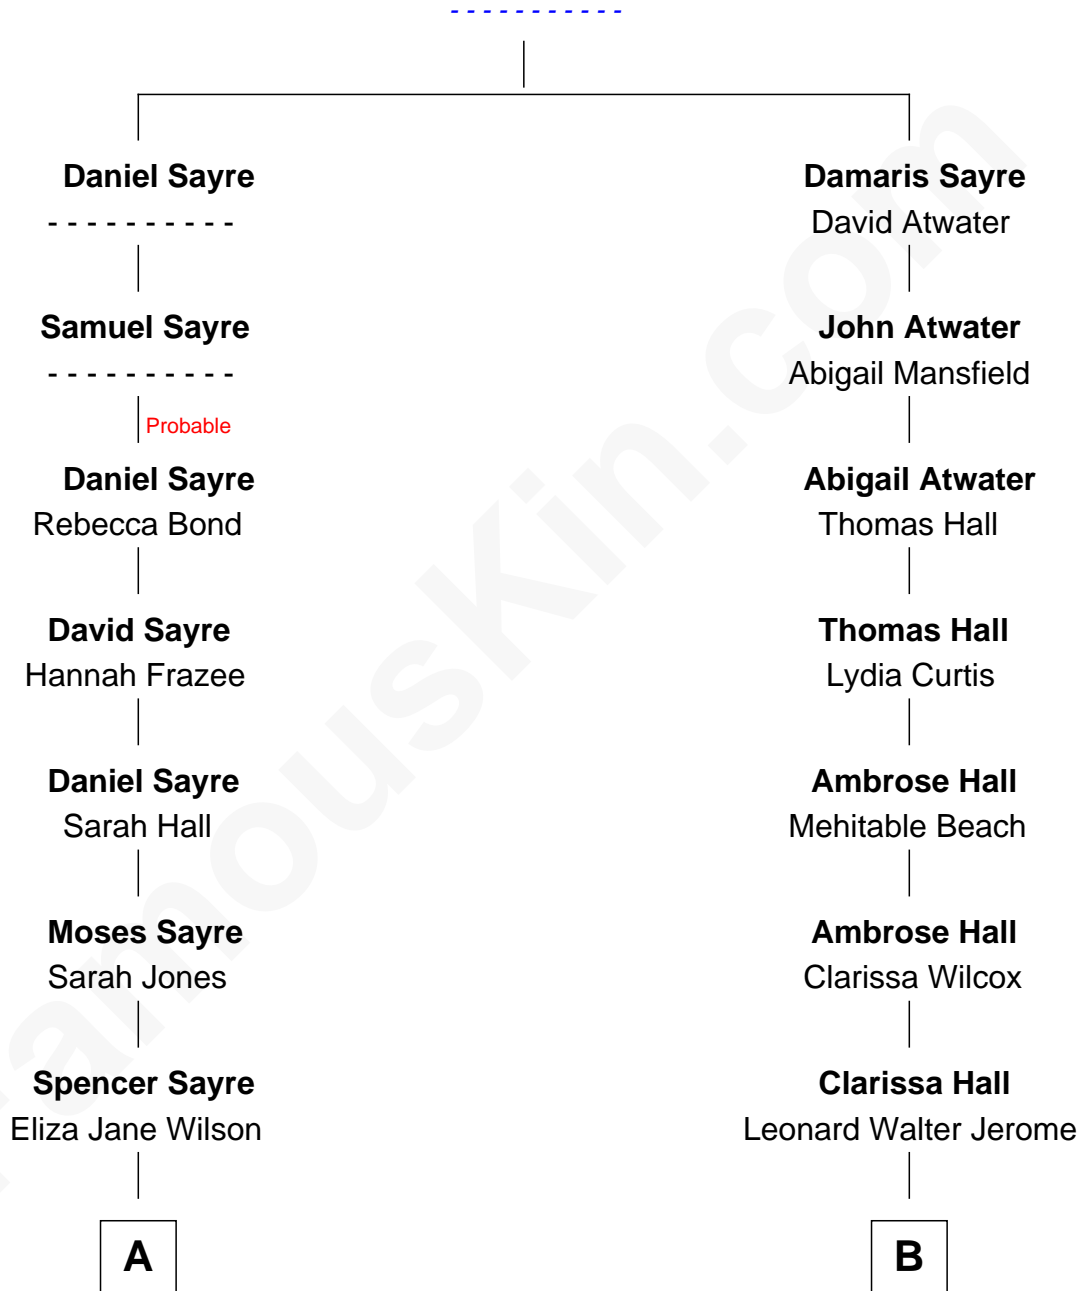 - - - - - - - - - - -
Daniel Sayre
- - - - - - - - - -
Damaris Sayre
David Atwater
Samuel Sayre
- - - - - - - - - -
John Atwater
Abigail Mansfield
Probable
Daniel Sayre
Rebecca Bond
Abigail Atwater
Thomas Hall
David Sayre
Hannah Frazee
Thomas Hall
Lydia Curtis
Daniel Sayre
Sarah Hall
Ambrose Hall
Mehitable Beach
Moses Sayre
Sarah Jones
Ambrose Hall
Clarissa Wilcox
Spencer Sayre
Eliza Jane Wilson
Clarissa Hall
Leonard Walter Jerome
A
B
FamousKin.com